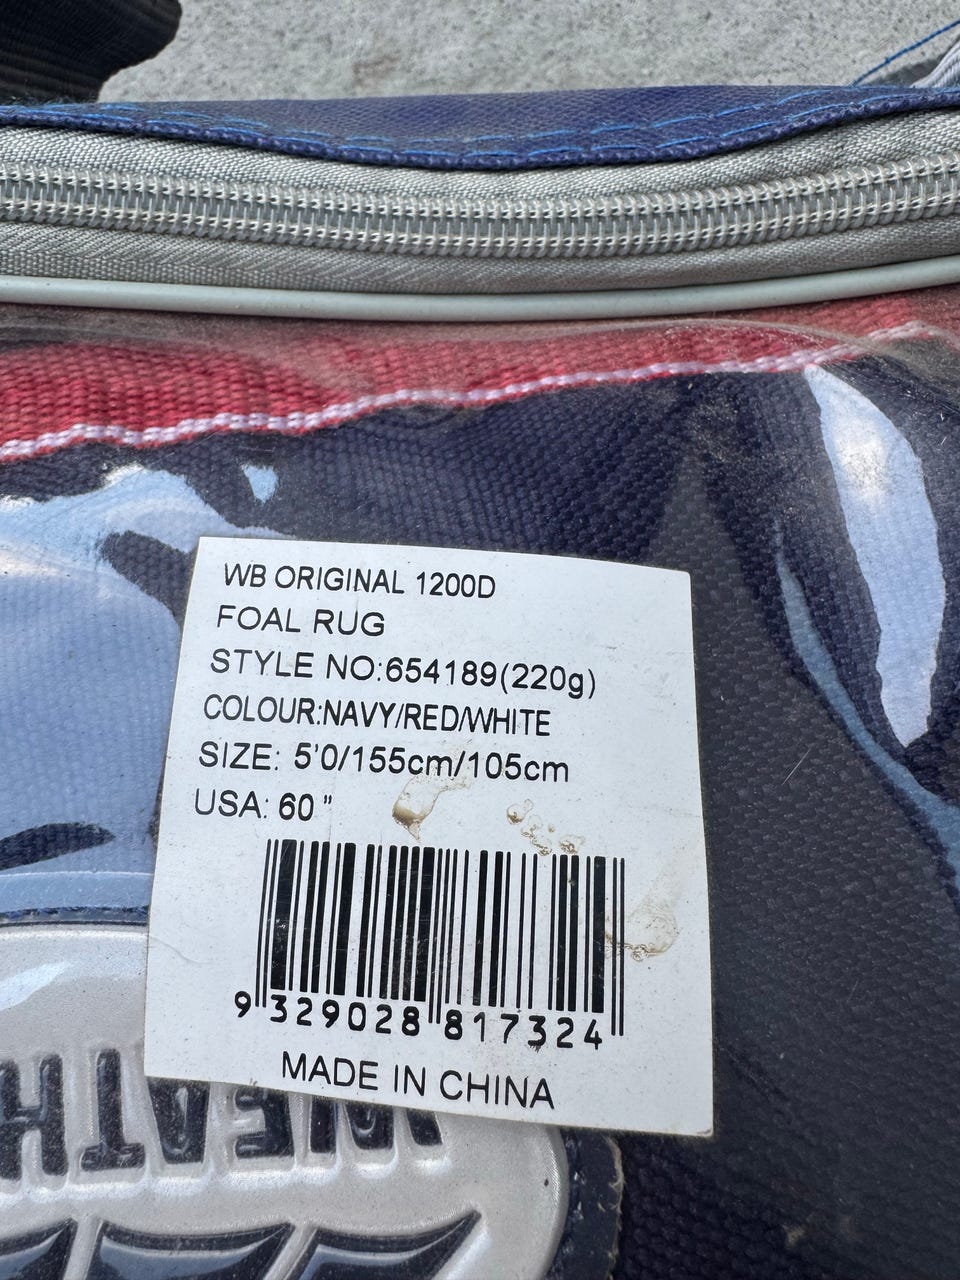 WB ORIGINAL 1200D
FOAL RUG
STYLE NO:654189(220g)
COLOUR:NAVY/RED/WHITE
SIZE: 5'0/155cm/105cm
USA: 60 "
9 329028 817324
MADE IN CHINA
WEATH